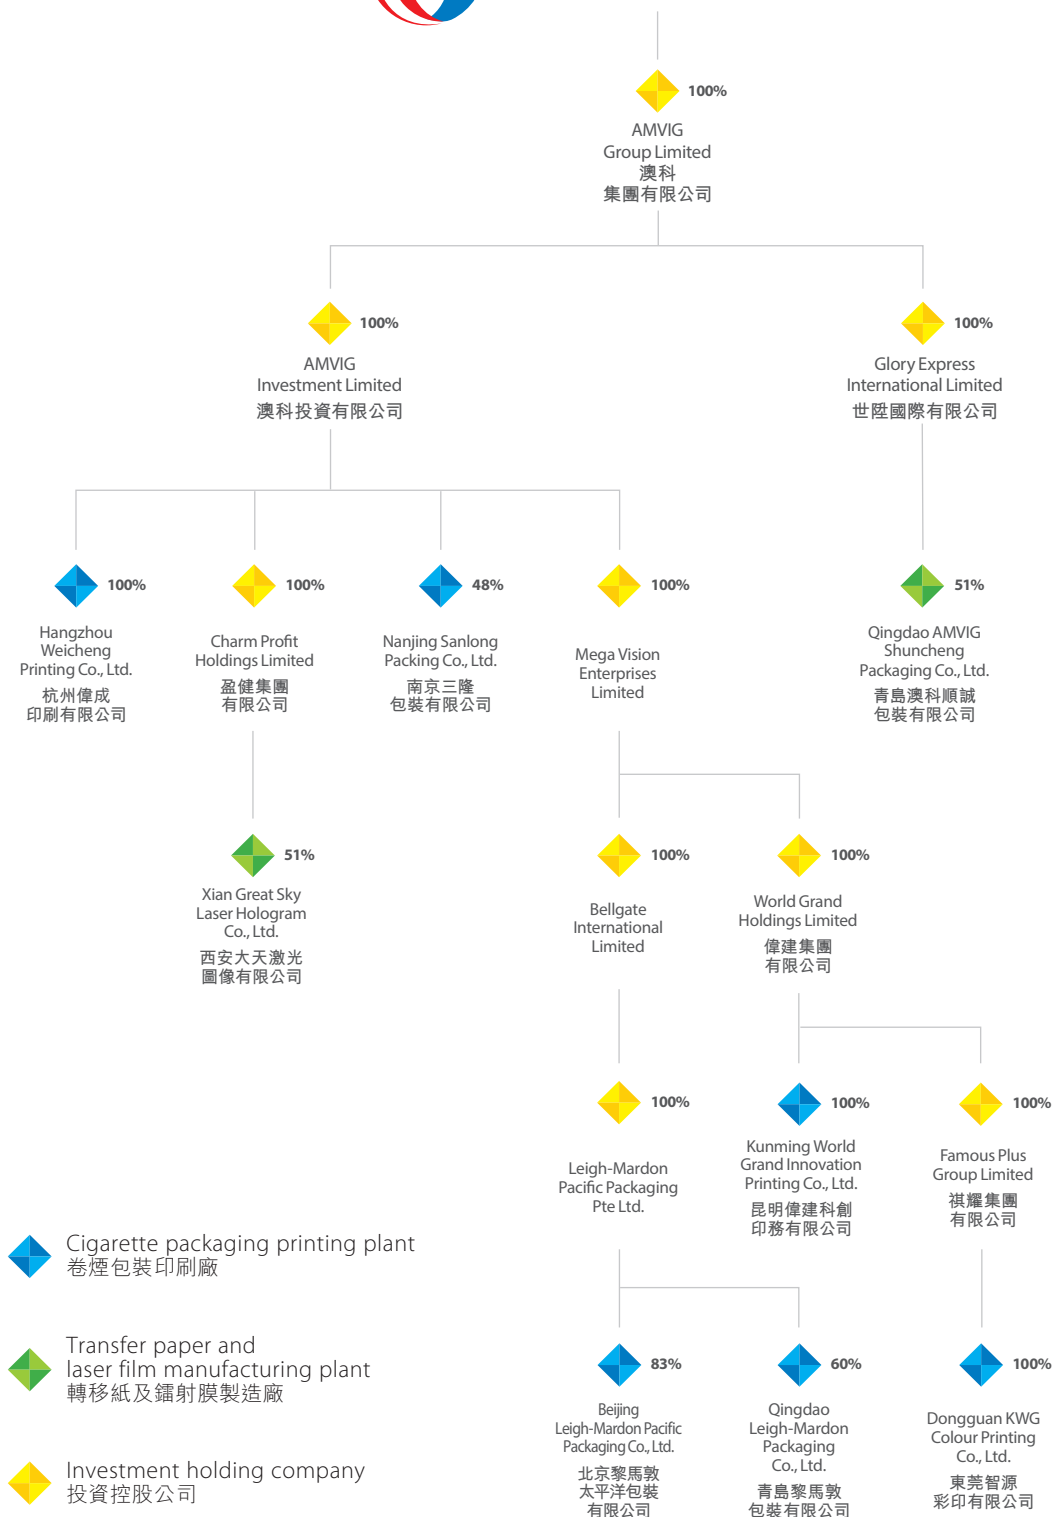 100%
AMVIG
Group Limited
澳科
集團有限公司
100%
AMVIG
Investment Limited
澳科投資有限公司
100%
Glory Express
International Limited
世陞國際有限公司
100%
Hangzhou
Weicheng
Printing Co., Ltd.
杭州偉成
印刷有限公司
100%
Charm Profit
Holdings Limited
盈健集團
有限公司
48%
Nanjing Sanlong
Packing Co., Ltd.
南京三隆
包裝有限公司
100%
Mega Vision
Enterprises
Limited
51%
Qingdao AMVIG
Shuncheng
Packaging Co., Ltd.
青島澳科順誠
包裝有限公司
51%
Xian Great Sky
Laser Hologram
Co., Ltd.
西安大天激光
圖像有限公司
100%
Bellgate
International
Limited
100%
World Grand
Holdings Limited
偉建集團
有限公司
100%
Leigh-Mardon
Pacific Packaging
Pte Ltd.
100%
Kunming World
Grand Innovation
Printing Co., Ltd.
昆明偉建科創
印務有限公司
100%
Famous Plus
Group Limited
祺耀集團
有限公司
83%
Beijing
Leigh-Mardon Pacific
Packaging Co., Ltd.
北京黎馬敦
太平洋包裝
有限公司
60%
Qingdao
Leigh-Mardon
Packaging
Co., Ltd.
青島黎馬敦
包裝有限公司
100%
Dongguan KWG
Colour Printing
Co., Ltd.
東莞智源
彩印有限公司
Cigarette packaging printing plant
卷煙包裝印刷廠
Transfer paper and
laser film manufacturing plant
轉移紙及鐳射膜製造廠
Investment holding company
投資控股公司